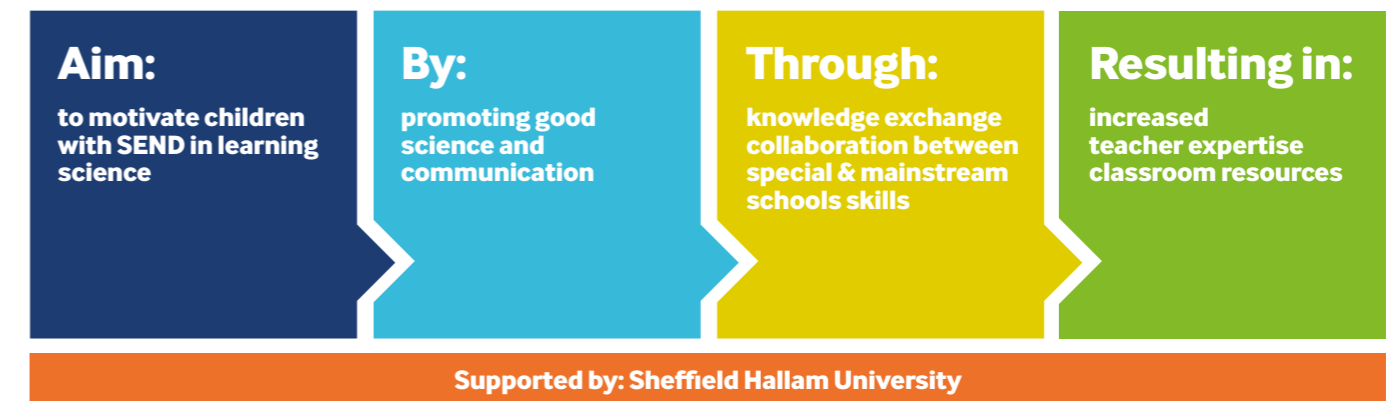 Aim:
to motivate children
with SEND in learning
science
By:
promoting good
science and
communication
Through:
knowledge exchange
collaboration between
special & mainstream
schools skills
Resulting in:
increased
teacher expertise
classroom resources
Supported by: Sheffield Hallam University